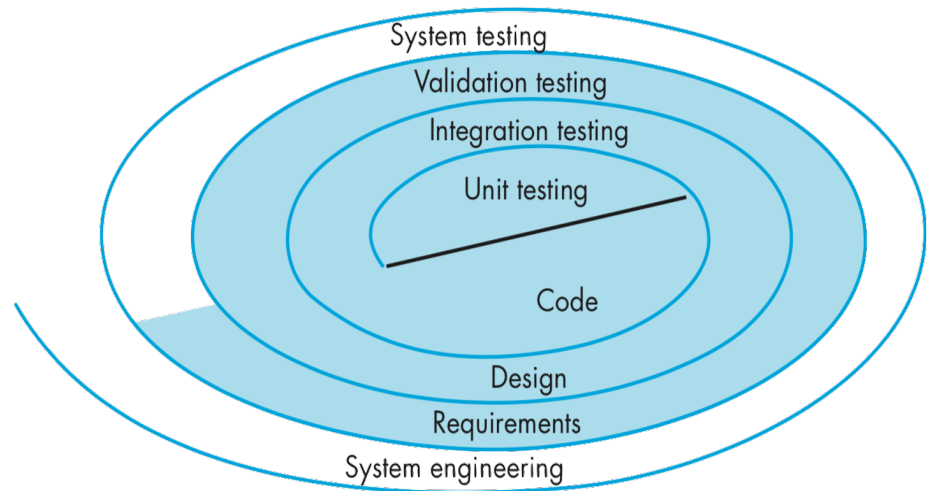 System testing
Validation testing
Integration testing
Unit testing
Code
Design
Requirements
System engineering